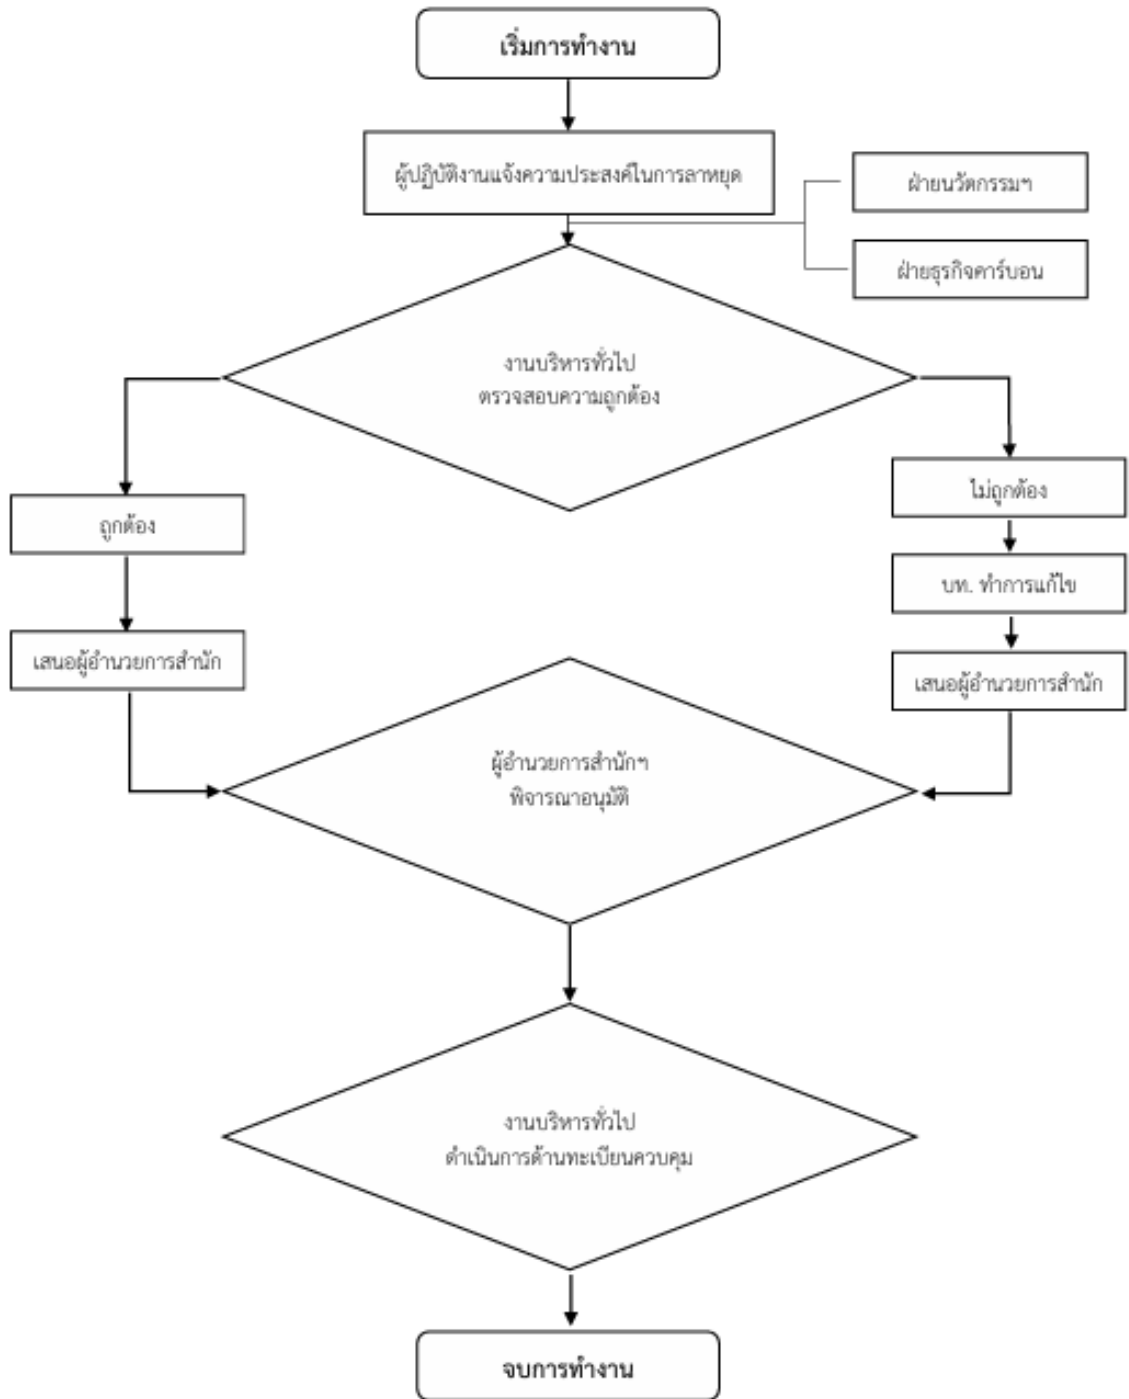 เริ่มการทำงาน
ผู้ปฏิบัติงานแจ้งความประสงค์ในการลาหยุด
ฝ่ายนวัตกรรมฯ
ฝ่ายธุรกิจคาร์บอน
งานบริหารทั่วไป
ตรวจสอบความถูกต้อง
ถูกต้อง
ไม่ถูกต้อง
บท. ทำการแก้ไข
เสนอผู้อำนวยการสำนัก
เสนอผู้อำนวยการสำนัก
ผู้อำนวยการสำนักฯ
พิจารณาอนุมัติ
งานบริหารทั่วไป
ดำเนินการด้านทะเบียนควบคุม
จบการทำงาน